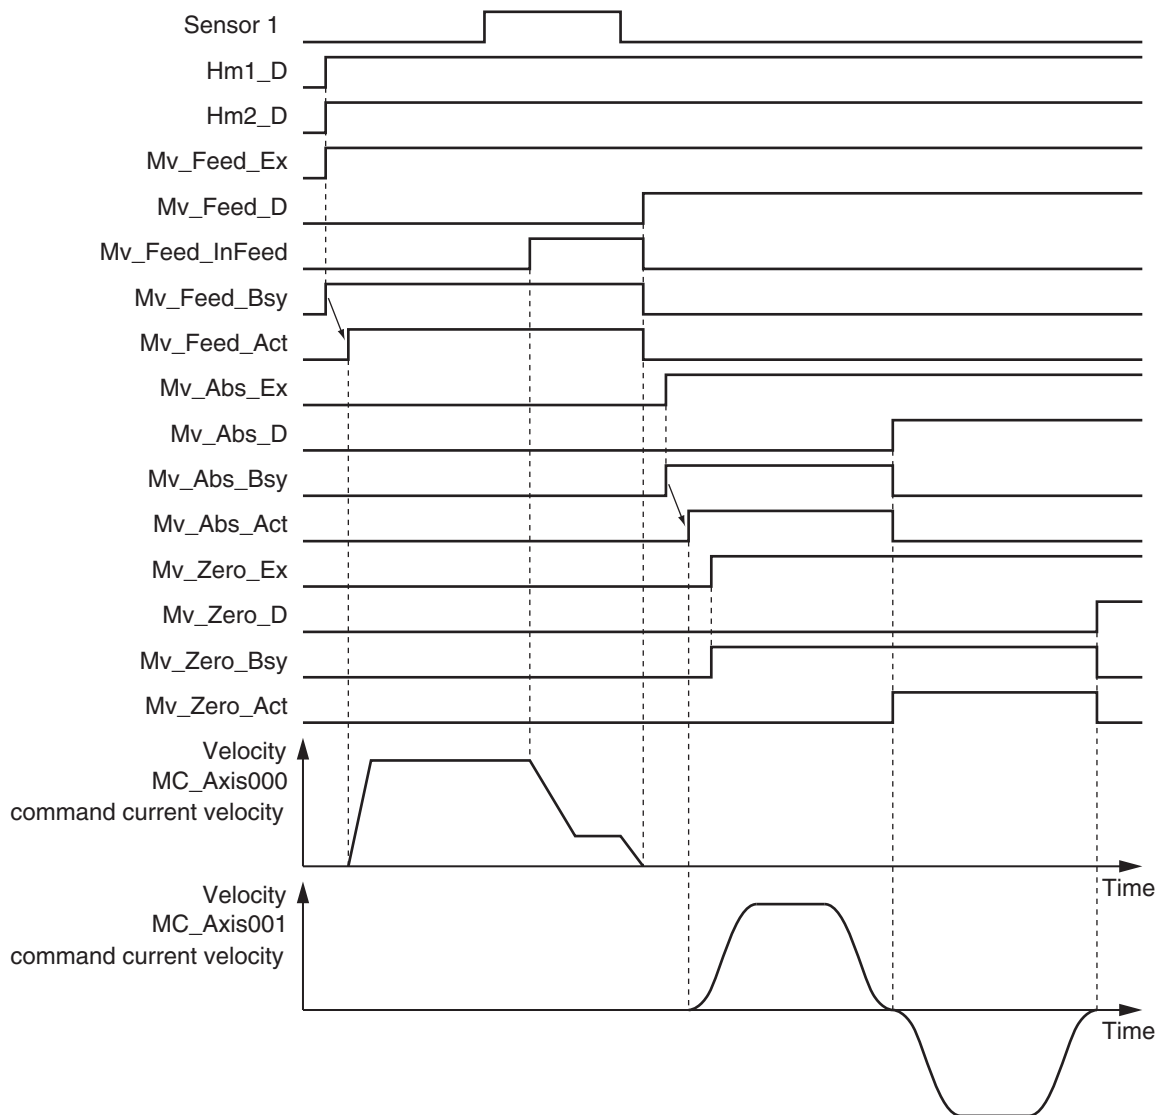 Sensor 1
Hm1_D
Hm2_D
Mv_Feed_Ex
Mv_Feed_D
Mv_Feed_InFeed
Mv_Feed_Bsy
Mv_Feed_Act
Mv_Abs_Ex
Mv_Abs_D
Mv_Abs_Bsy
Mv_Abs_Act
Mv_Zero_Ex
Mv_Zero_D
Mv_Zero_Bsy
Mv_Zero_Act
Velocity
MC_Axis000
command current velocity
Time
Velocity
MC_Axis001
command current velocity
Time